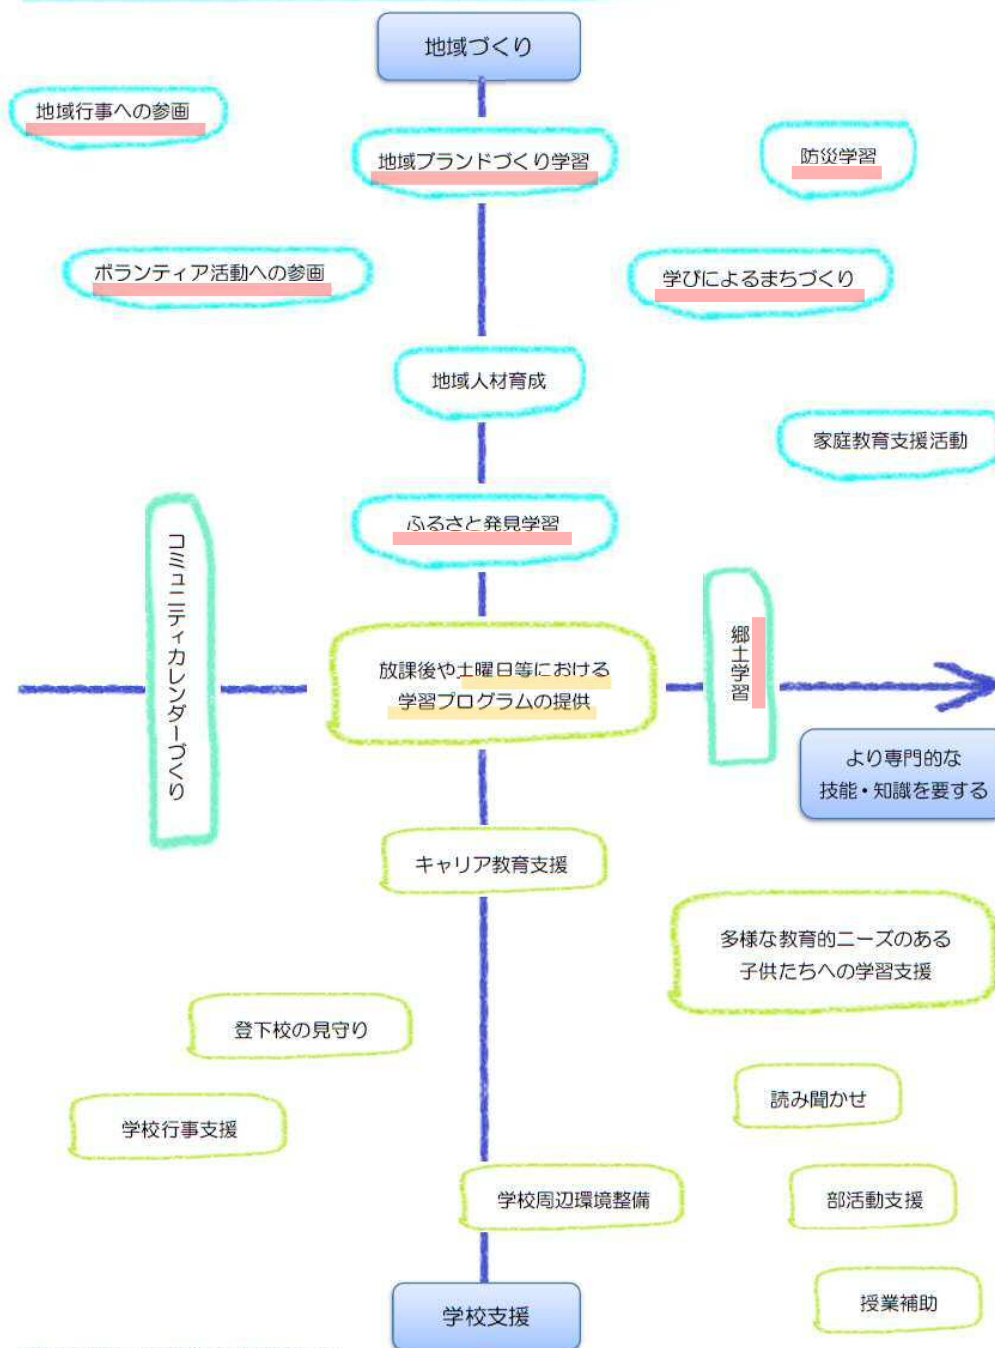 地域づくり
地域行事への参画
地域ブランドづくり学習
防災学習
ボランティア活動への参画
学びによるまちづくり
地域人材育成
家庭教育支援活動
ふるさと発見学習
コミュニティカレンダーづくり
放課後や土曜日等における
学習プログラムの提供
郷土学習
より専門的な
技能・知識を要する
キャリア教育支援
多様な教育的ニーズのある
子供たちへの学習支援
登下校の見守り
読み聞かせ
学校行事支援
学校周辺環境整備
部活動支援
授業補助
学校支援